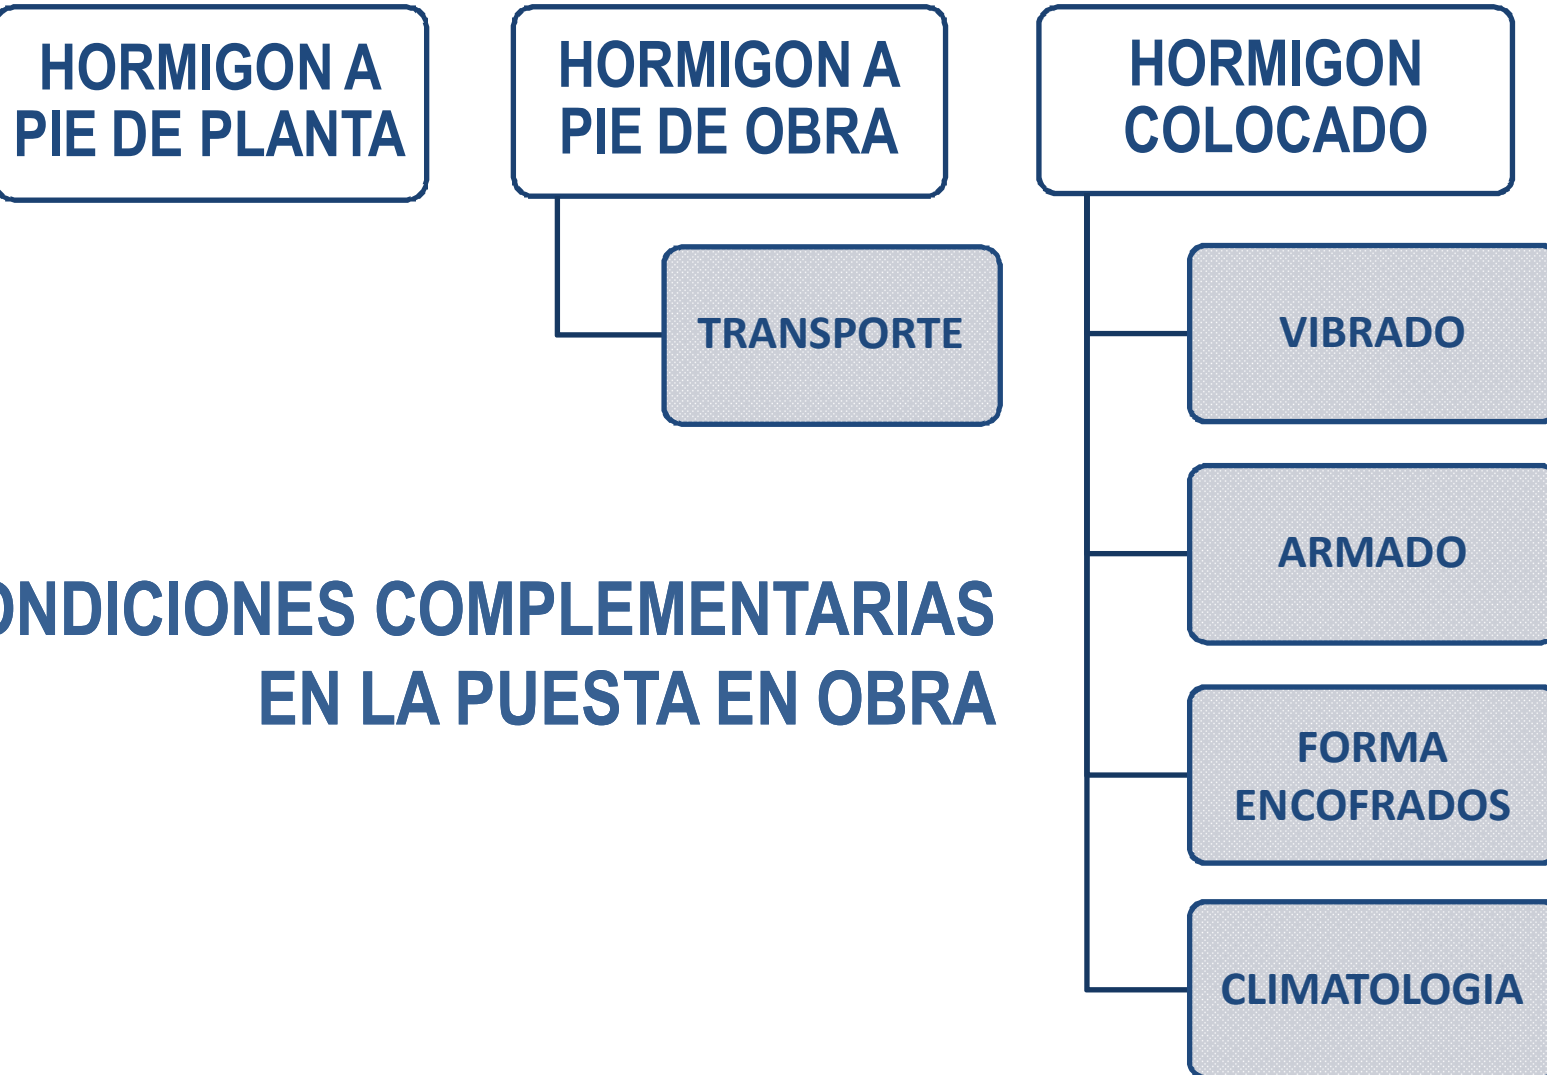 HORMIGON A
PIE DE PLANTA
HORMIGON A
PIE DE OBRA
TRANSPORTE
HORMIGON
COLOCADO
VIBRADO
ARMADO
FORMA
ENCOFRADOS
CLIMATOLOGIA
ONDICIONES COMPLEMENTARIAS
EN LA PUESTA EN OBRA